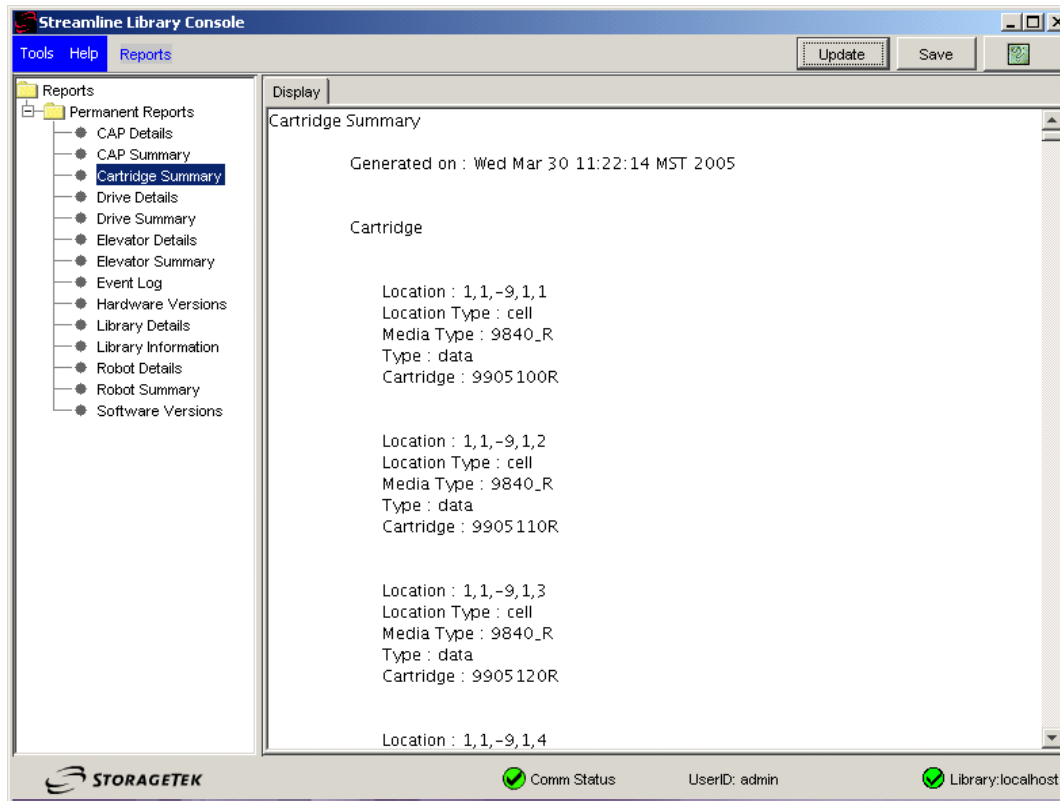 Streamline Library Console
Tools Help Reports
Update Save
Reports
Permanent Reports
CAP Details
CAP Summary
Cartridge Summary
Drive Details
Drive Summary
Elevator Details
Elevator Summary
Event Log
Hardware Versions
Library Details
Library Information
Robot Details
Robot Summary
Software Versions
Display
Cartridge Summary
Generated on : Wed Mar 30 11:22:14 MST 2005
Cartridge
Location : 1,1,-9,1,1
Location Type : cell
Media Type : 9840_R
Type : data
Cartridge : 9905100R
Location : 1,1,-9,1,2
Location Type : cell
Media Type : 9840_R
Type : data
Cartridge : 9905110R
Location : 1,1,-9,1,3
Location Type : cell
Media Type : 9840_R
Type : data
Cartridge : 9905120R
Location : 1,1,-9,1,4
STORAGETEK
Comm Status
UserID: admin
Library:localhost